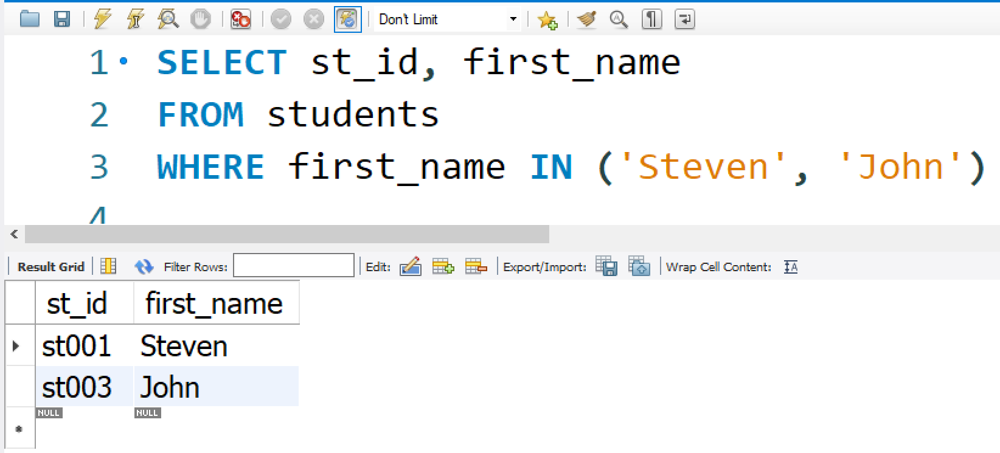 Don't Limit
1 SELECT st_id, first_name
2 FROM students
3 WHERE first_name IN ('Steven', 'John')
4
Result Grid Filter Rows: Edit: Export/Import: Wrap Cell Content:
st_id first_name
st001 Steven
st003 John
NULL NULL